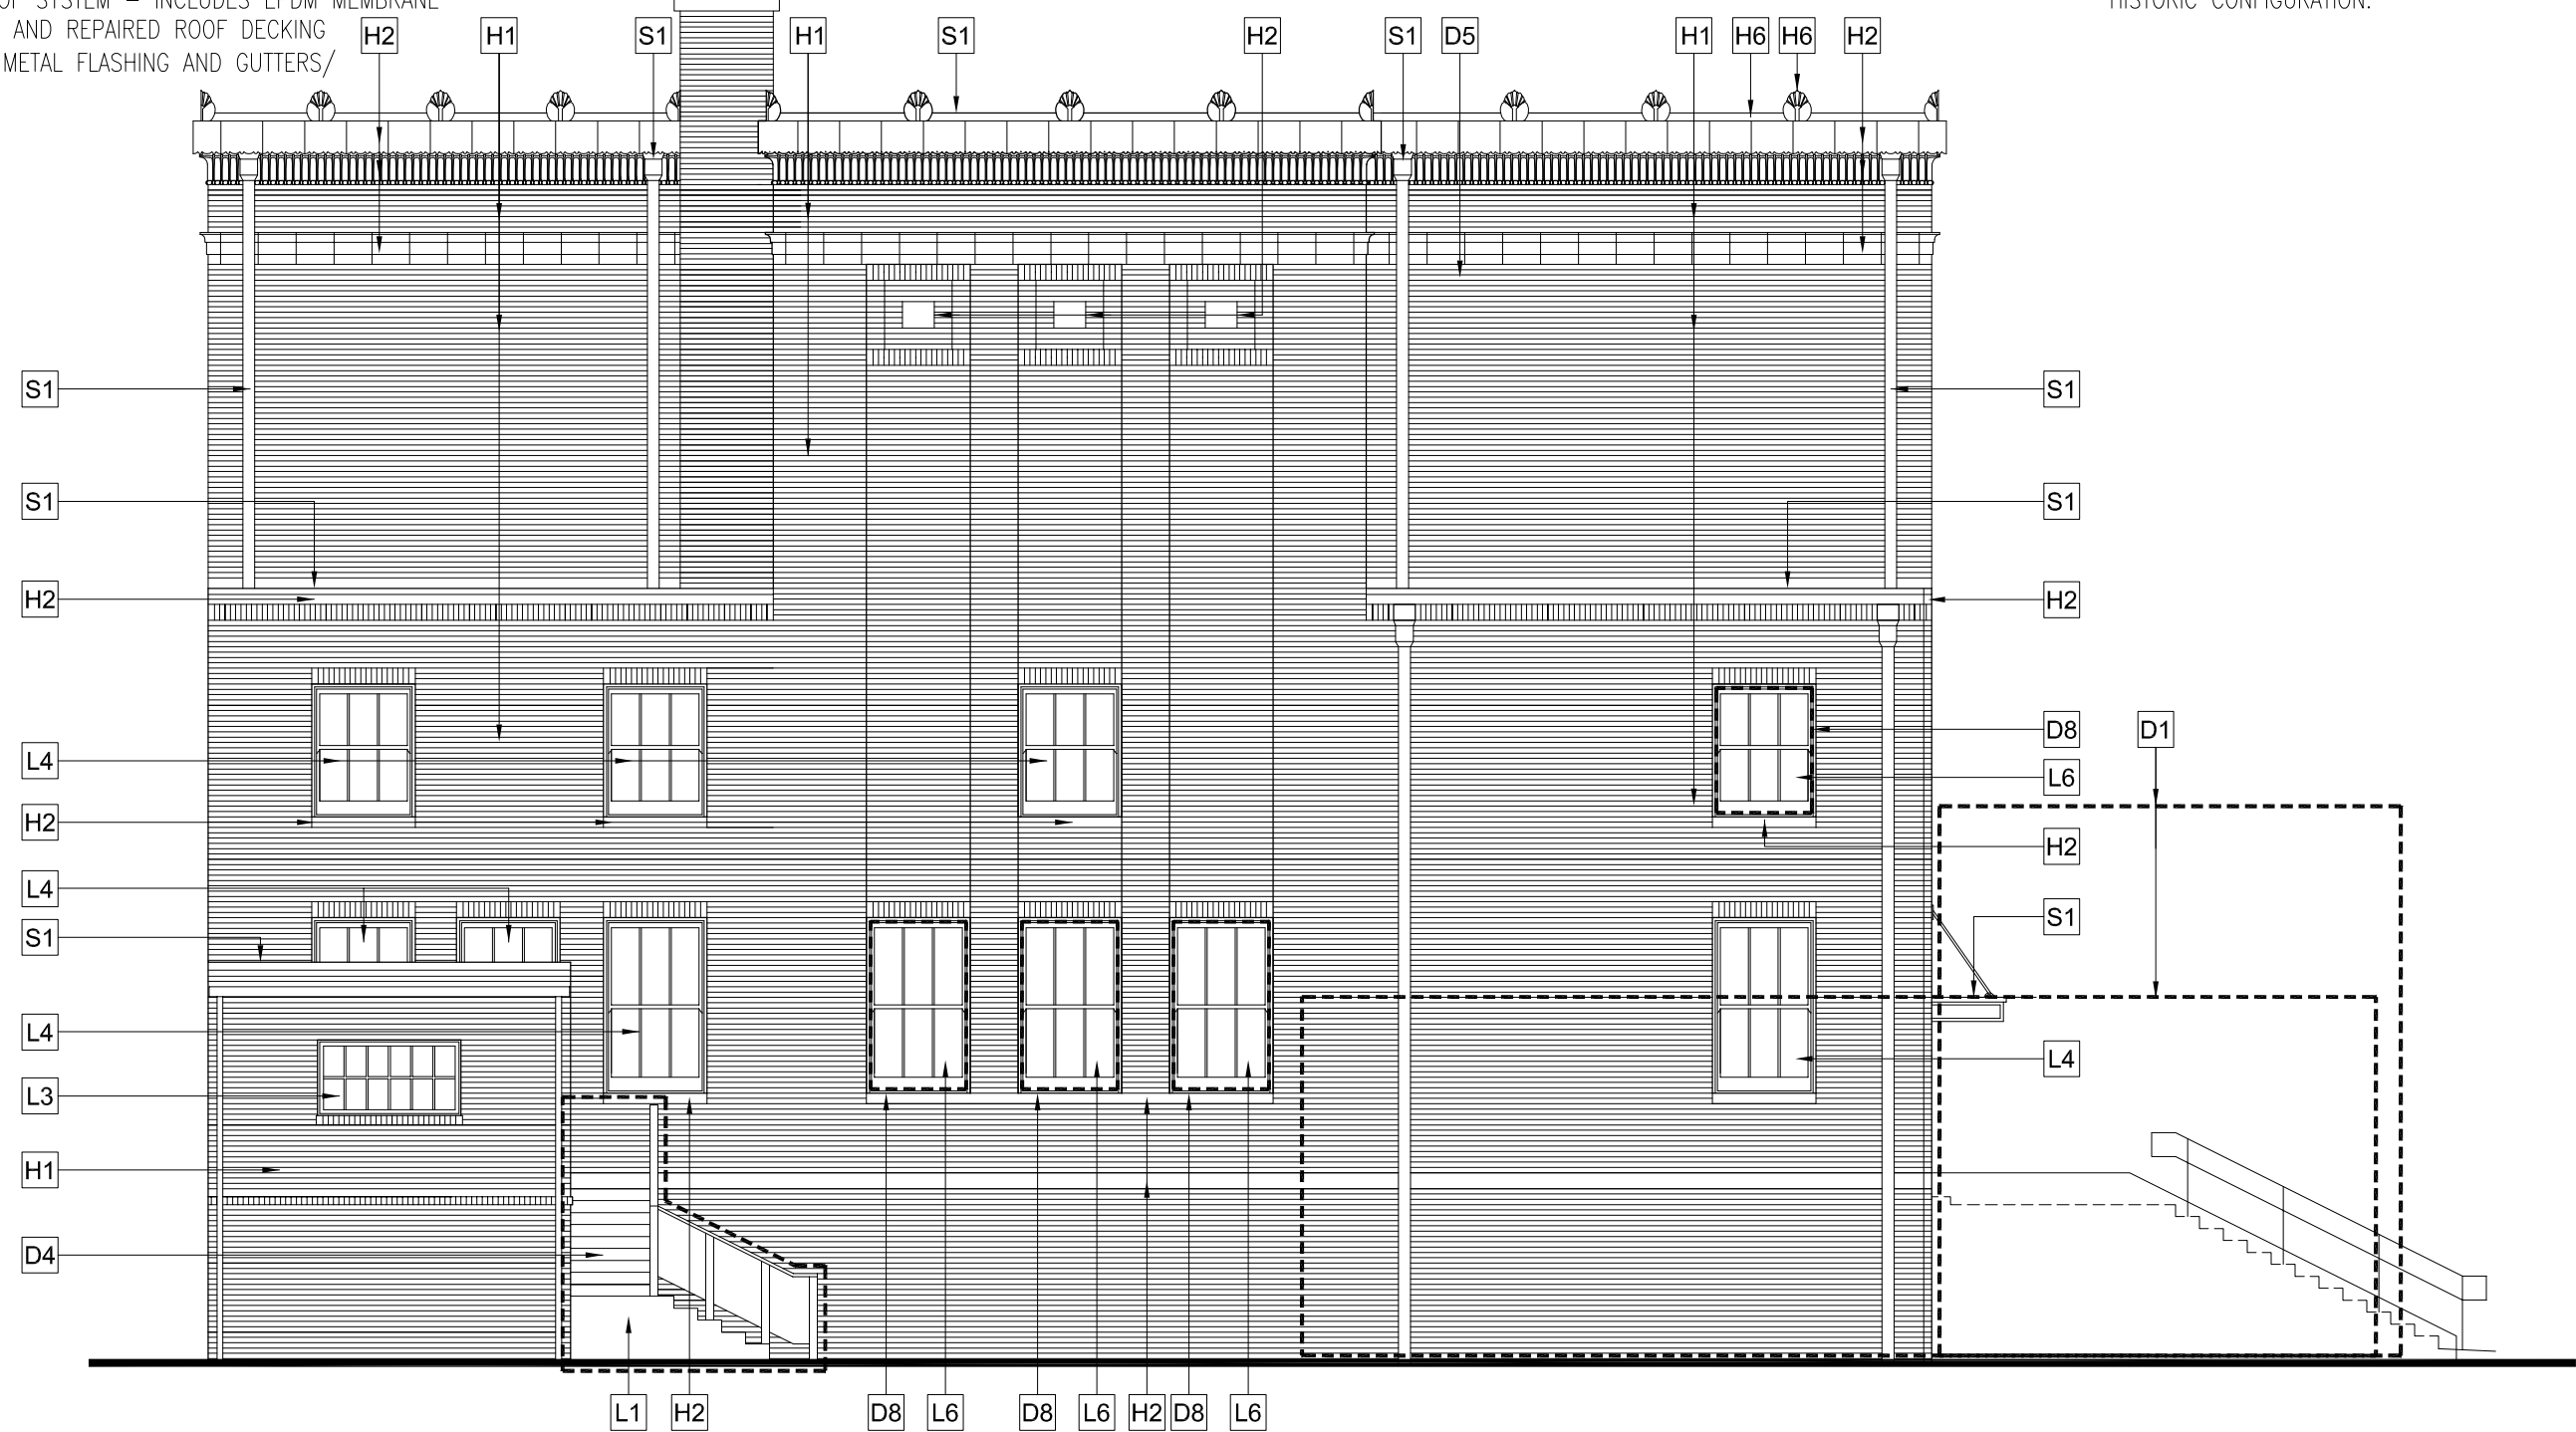 AND REPAIRED ROOF DECKING
METAL FLASHING AND GUTTERS/
HISTORIC CONFIGURATION.
H2 H1 S1 H1 S1 H2 S1 D5 H1 H6 H6 H2
S1 S1
S1 S1
H2 H2
D8 D1
L4 L6
H2 H2
L4
S1 S1
L4 L4
L3
H1
D4
L1 H2 D8 L6 D8 L6 H2 D8 L6